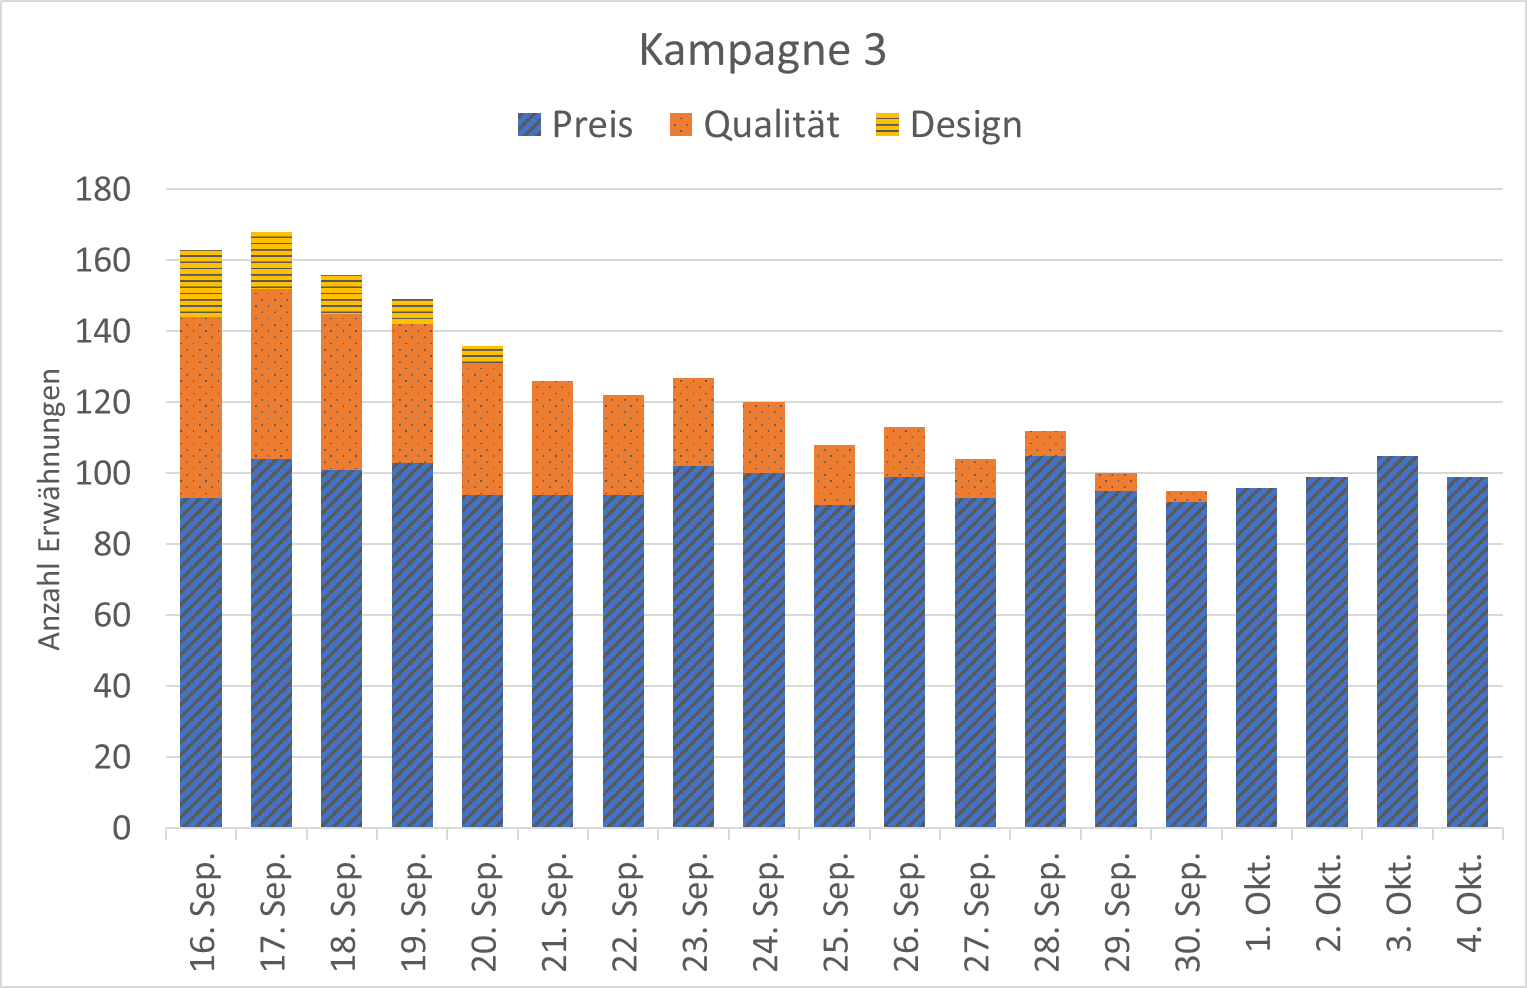 Kampagne 3
Preis Qualität Design
Anzahl Erwähnungen
180
160
140
120
100
80
60
40
20
0
16. Sep.
17. Sep.
18. Sep.
19. Sep.
20. Sep.
21. Sep.
22. Sep.
23. Sep.
24. Sep.
25. Sep.
26. Sep.
27. Sep.
28. Sep.
29. Sep.
30. Sep.
1. Okt.
2. Okt.
3. Okt.
4. Okt.